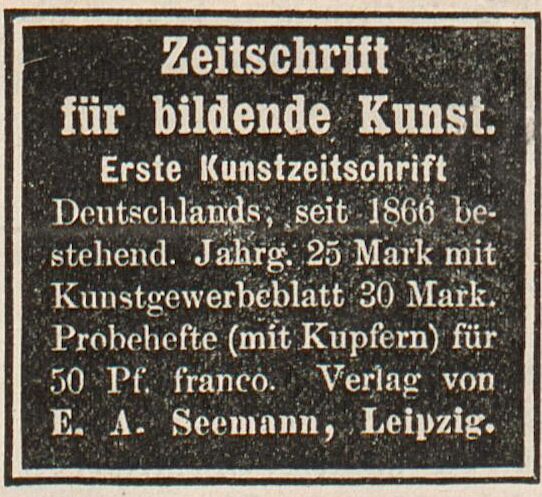 Zeitschrift
für bildende Kunst.
Erste Kunstzeitschrift
Deutschlands, seit 1866 be-
stehend. Jahrg. 25 Mark mit
Kunstgewerbeblatt 30 Mark.
Probehefte (mit Kupfern) für
50 Pf. franco. Verlag von
E. A. Seemann, Leipzig.